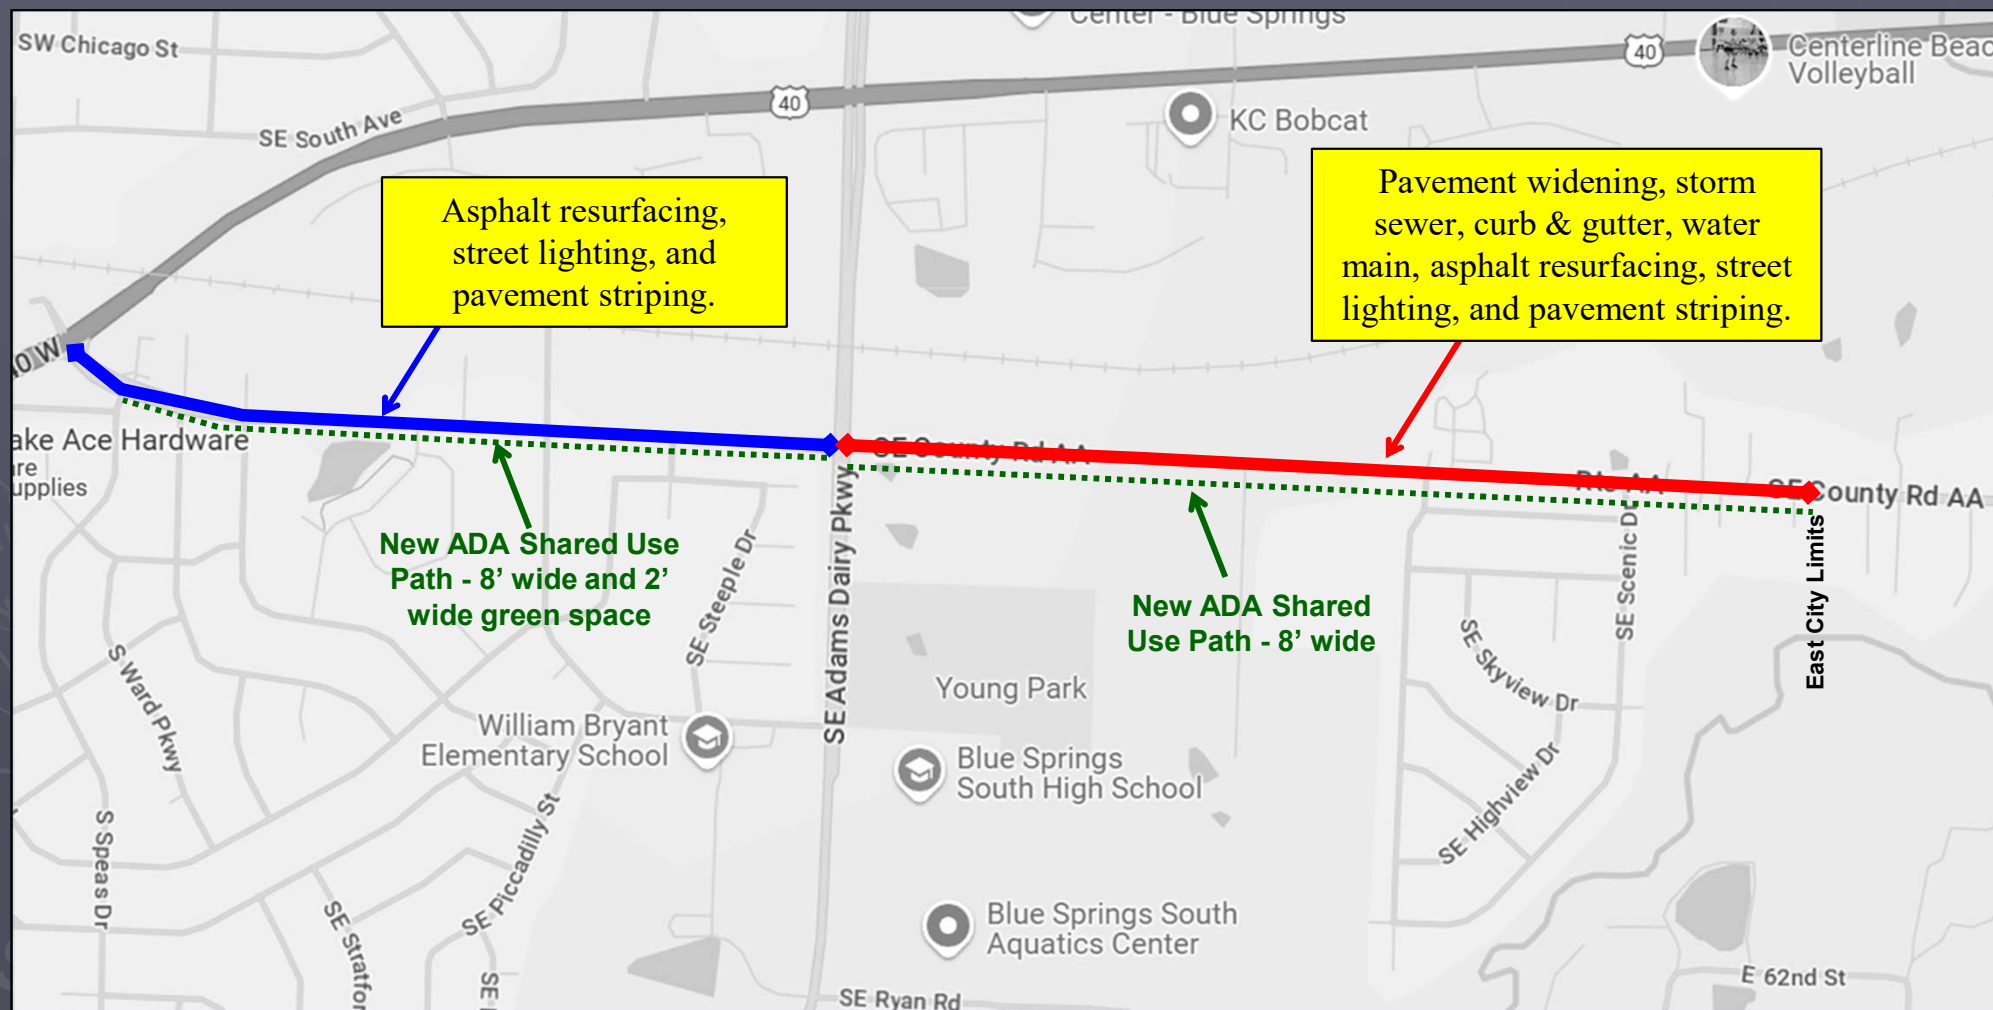 Center - Blue Springs
SW Chicago St
40
Centerline Beac
Volleyball
40
KC Bobcat
SE South Ave
Asphalt resurfacing,
street lighting, and
pavement striping.
Pavement widening, storm
sewer, curb & gutter, water
main, asphalt resurfacing, street
lighting, and pavement striping.
40 W
ake Ace Hardware
are
upplies
SE County Rd AA
Rte AA
SE County Rd AA
New ADA Shared Use
Path - 8’ wide and 2’
wide green space
SE Steeple Dr
SE Adams Dairy Pkwy
New ADA Shared
Use Path - 8’ wide
SE Scenic Dr
East City Limits
SE Skyview Dr
S Ward Pkwy
Young Park
William Bryant
Elementary School
Blue Springs
South High School
SE Highview Dr
S Speas Dr
SE Piccadilly St
SE Stratfor
SE
Blue Springs South
Aquatics Center
SE Ryan Rd
E 62nd St